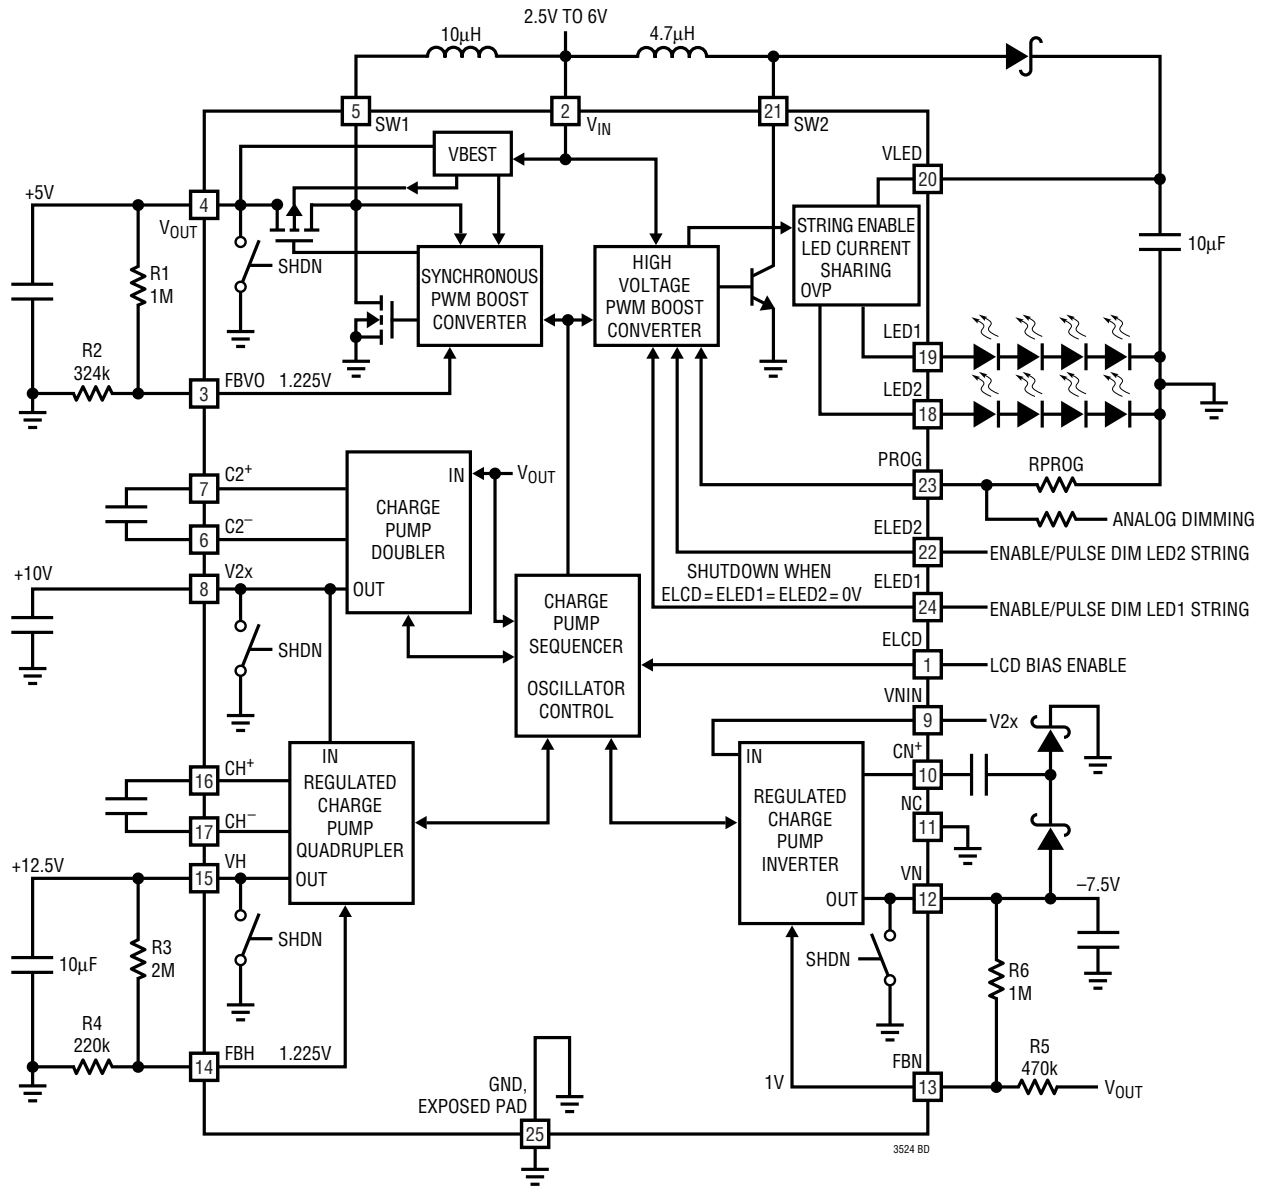 2.5V TO 6V
10µH
4.7µH
5
SW1
2
VIN
21
SW2
VBEST
VLED
20
+5V
4
VOUT
SHDN
R1
1M
R2
324k
3
FBVO 1.225V
SYNCHRONOUS
PWM BOOST
CONVERTER
HIGH
VOLTAGE
PWM BOOST
CONVERTER
STRING ENABLE
LED CURRENT
SHARING
OVP
10µF
LED1
19
LED2
18
PROG
23
RPROG
ANALOG DIMMING
ELED2
22
ENABLE/PULSE DIM LED2 STRING
SHUTDOWN WHEN
ELCD = ELED1 = ELED2 = 0V
ELED1
24
ENABLE/PULSE DIM LED1 STRING
ELCD
1
LCD BIAS ENABLE
7
C2+
6
C2–
IN
VOUT
CHARGE
PUMP
DOUBLER
OUT
+10V
8
V2x
SHDN
CHARGE
PUMP
SEQUENCER
OSCILLATOR
CONTROL
VNIN
9
V2x
CN+
10
NC
11
IN
REGULATED
CHARGE
PUMP
INVERTER
OUT
VN
12
–7.5V
SHDN
R6
1M
R5
470k
FBN
13
1V
VOUT
IN
REGULATED
CHARGE
PUMP
QUADRUPLER
OUT
16
CH+
17
CH–
+12.5V
15
VH
SHDN
10µF
R3
2M
R4
220k
14
FBH 1.225V
GND,
EXPOSED PAD
25
3524 BD